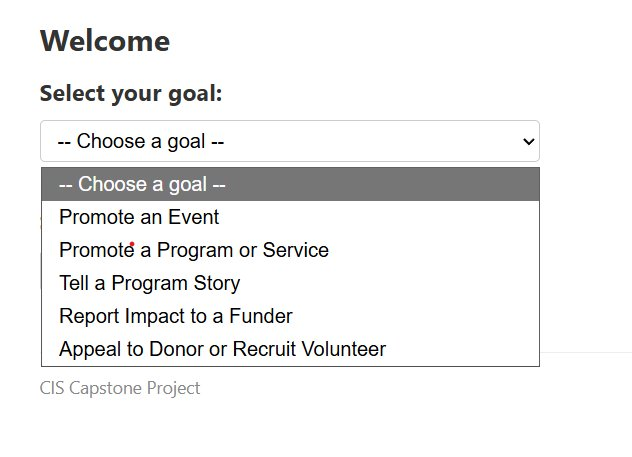 Welcome
Select your goal:
-- Choose a goal --
-- Choose a goal --
Promote an Event
Promote a Program or Service
Tell a Program Story
Report Impact to a Funder
Appeal to Donor or Recruit Volunteer
CIS Capstone Project